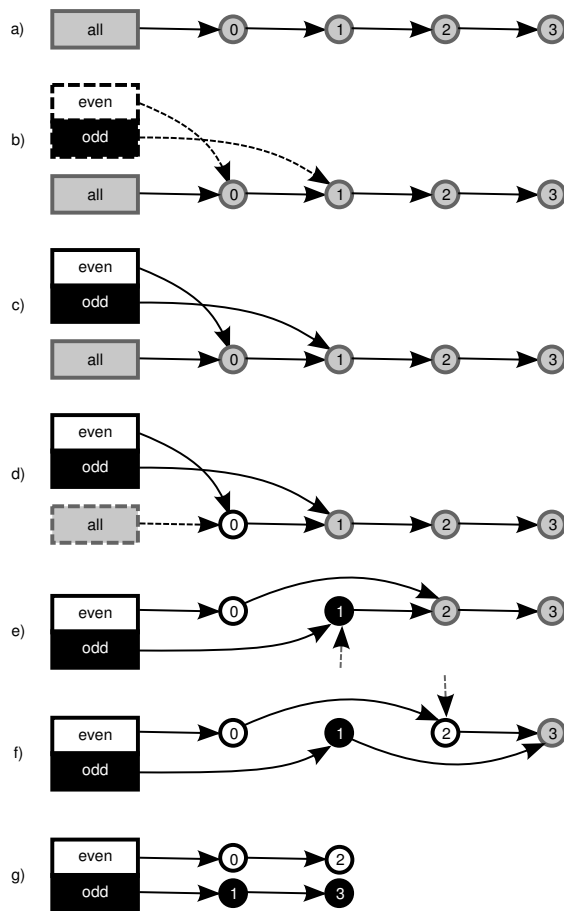 a) all 0 1 2 3
even
b) odd
all 0 1 2 3
even
c) odd
all 0 1 2 3
even
d) odd
all 0 1 2 3
e) even 0 1 2 3
odd
f) even 0 1 2 3
odd
even 0 2
g) odd 1 3